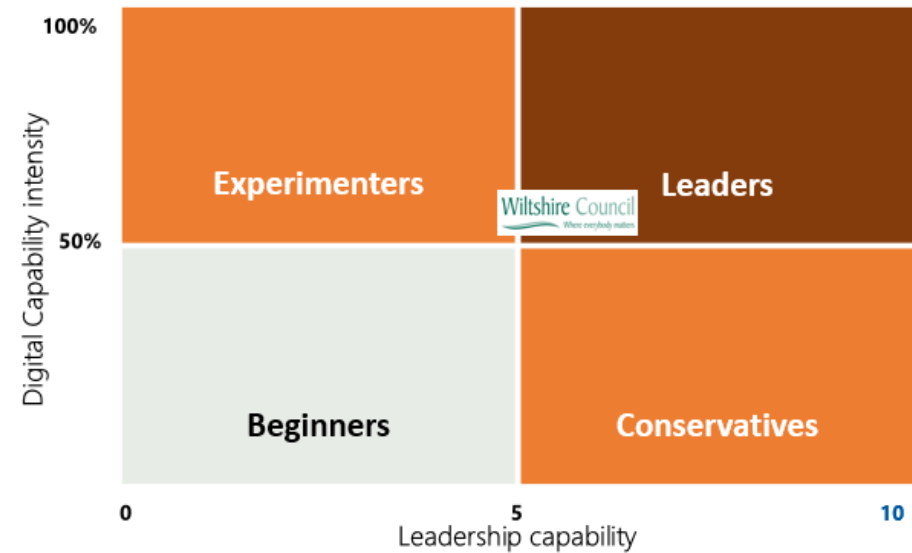 100%
Digital Capability intensity
Experimenters
Leaders
Wiltshire Council
Where everybody matters
50%
Beginners
Conservatives
0
5
10
Leadership capability